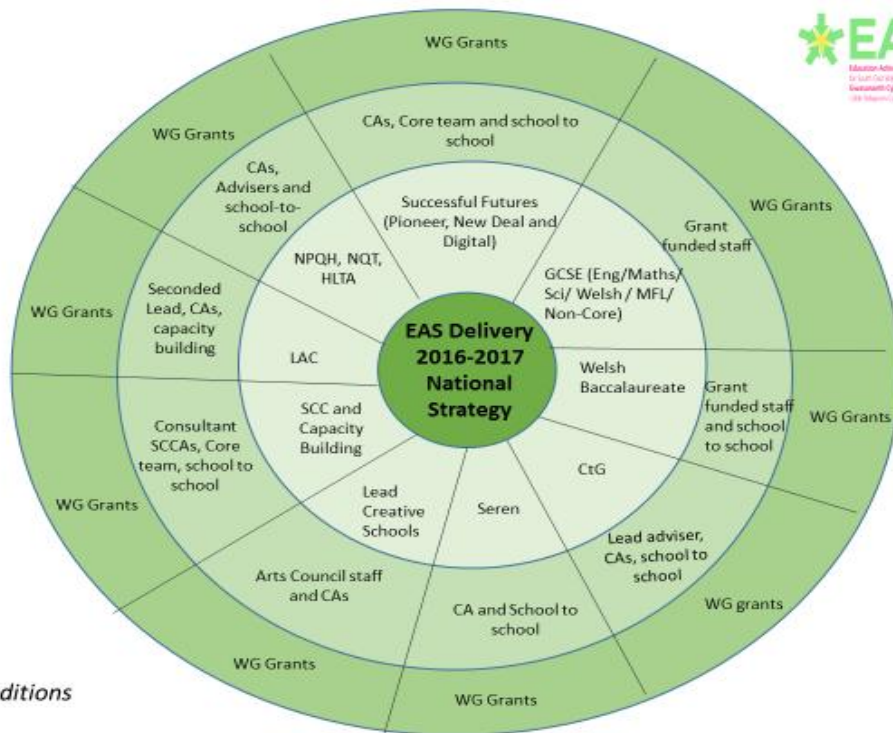 EAS
WG Grants
WG Grants
CAs, Core team and school to
school
WG Grants
CAs,
Advisers and
school-to-
school
Successful Futures
(Pioneer, New Deal and
Digital)
Grant
funded staff
NPQH, NQT,
HLTA
GCSE (Eng/Maths/
Sci/ Welsh / MFL/
Non-Core)
WG Grants
Seconded
Lead, CAs,
capacity
building
LAC
EAS Delivery
2016-2017
National
Strategy
Welsh
Baccalaureate
Grant
funded staff
and school
to school
WG Grants
WG Grants
Consultant
SCCAs, Core
team, school to
school
SCC and
Capacity
Building
CtG
Lead
Creative
Schools
Seren
Lead adviser,
CAs, school to
school
Arts Council staff
and CAs
CA and School to
school
WG grants
WG Grants
WG Grants
ditions